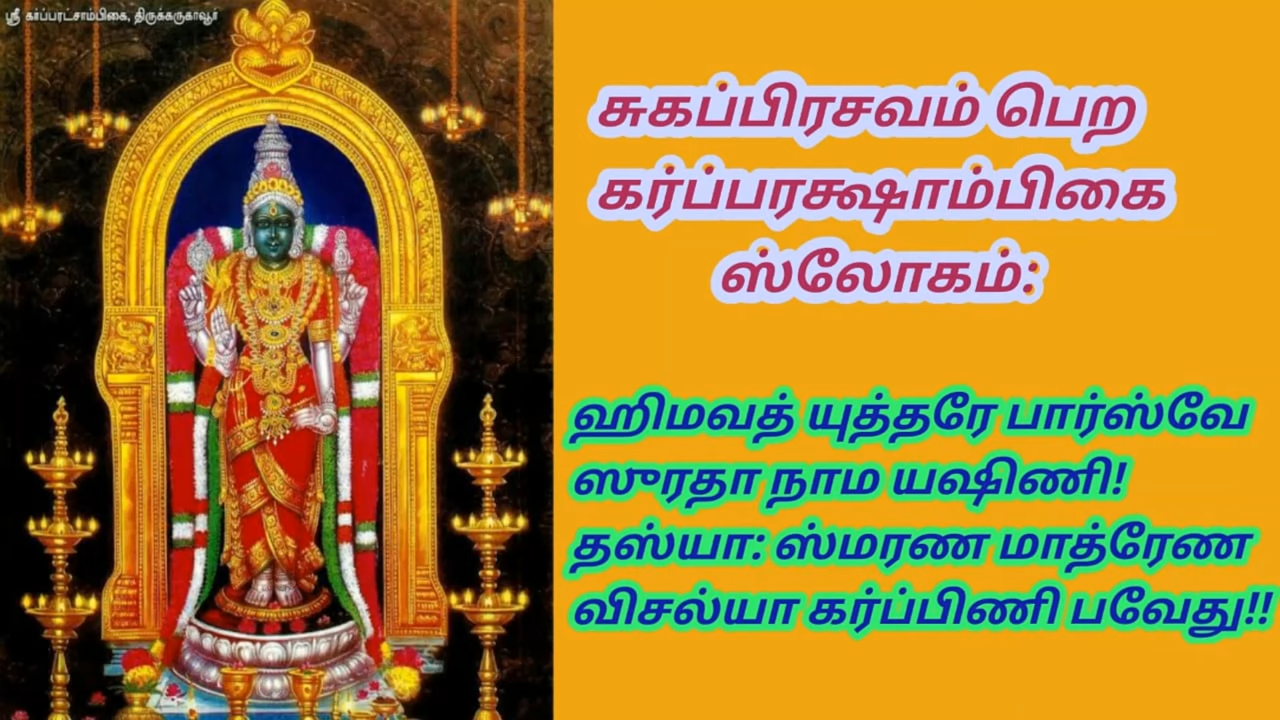 ஸ்ரீ கர்ப்பரட்சாம்பிகை, திருக்கருகாவூர்
சுகப்பிரசவம் பெற
கர்ப்பரக்ஷாம்பிகை
ஸ்லோகம்:
ஹிமவத் யுத்தரே பார்ஸ்வே
ஸுரதா நாம யஷிணி!
தஸ்யா: ஸ்மரண மாத்ரேண
விசல்யா கர்ப்பிணி பவேது!!